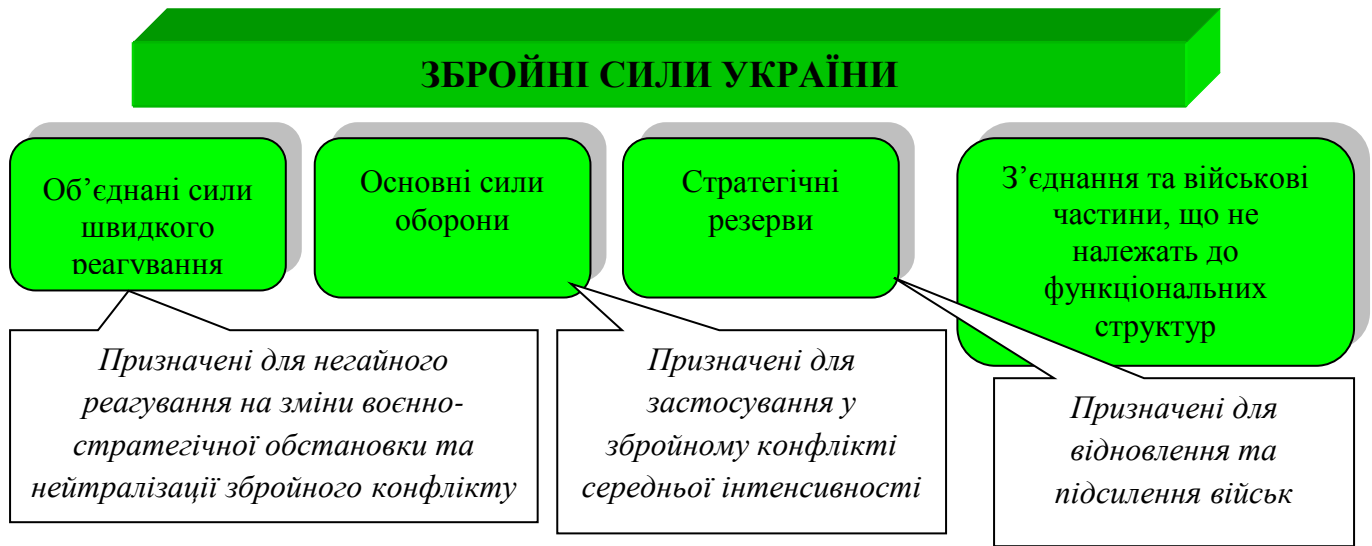 ЗБРОЙНІ СИЛИ УКРАЇНИ
Об’єднані сили
швидкого
реагування
Основні сили
оборони
Стратегічні
резерви
З’єднання та військові
частини, що не
належать до
функціональних
структур
Призначені для негайного
реагування на зміни воєнно-
стратегічної обстановки та
нейтралізації збройного конфлікту
Призначені для
застосування у
збройному конфлікті
середньої інтенсивності
Призначені для
відновлення та
підсилення військ